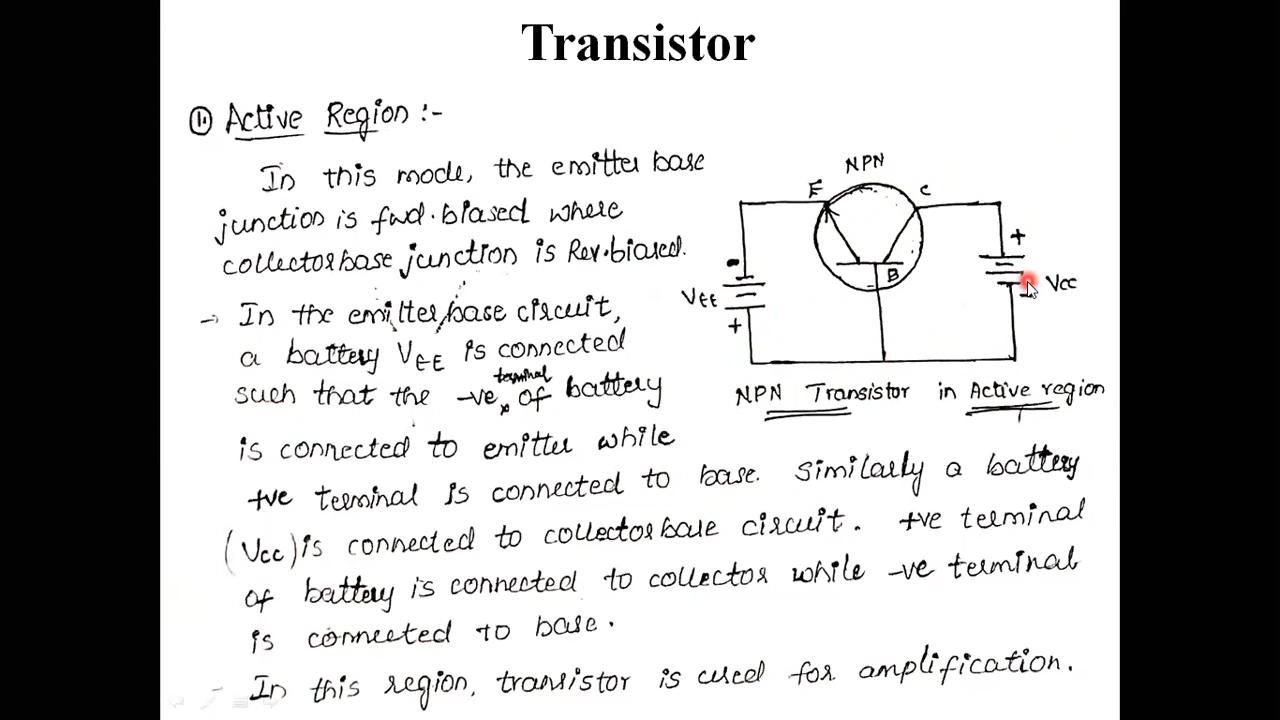 Transistor
① Active Region :-
In this mode, the emitter base
junction is fwd. biased where
collectorbase junction is Rev. biased.
→ In the emitter base circuit,
a battery VEE is connected
such that the -ve terminal of battery
is connected to emitter while
+ve terminal is connected to base. Similarly a battery
(Vcc) is connected to collectorbase circuit. +ve terminal
of battery is connected to collector while -ve terminal
is connected to base.
- In this region, transistor is used for amplification.
NPN
E
C
B
-
VEE
+
+
Vcc
-
NPN Transistor in Active region